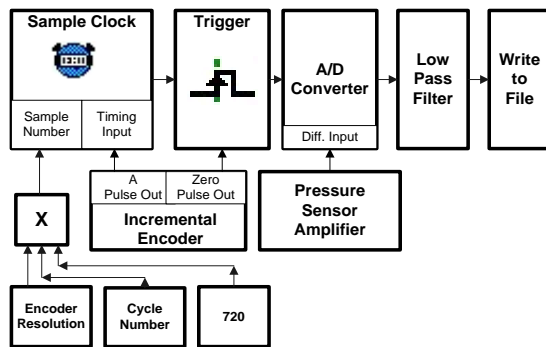 Sample Clock
Trigger
A/D
Converter
Low
Pass
Filter
Write
to
File
Sample
Number
Timing
Input
Diff. Input
A
Pulse Out
Zero
Pulse Out
Incremental
Encoder
Pressure
Sensor
Amplifier
X
Encoder
Resolution
Cycle
Number
720